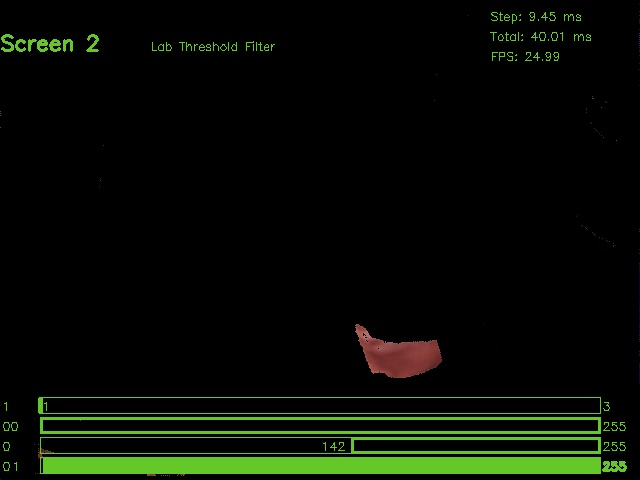 Step: 9.45 ms
Screen 2 Lab Threshold Filter Total: 40.01 ms
FPS: 24.99
1 1 3
00 255
0 142 255
01 255